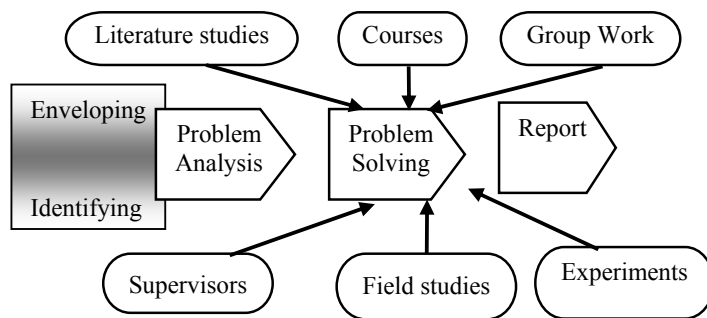 Literature studies
Courses
Group Work
Enveloping
Identifying
Problem
Analysis
Problem
Solving
Report
Supervisors
Field studies
Experiments